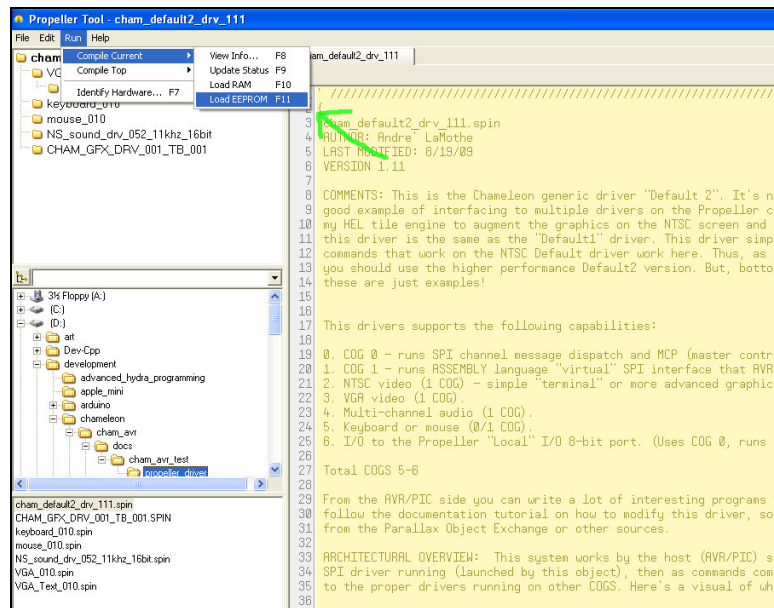 Propeller Tool - cham_default2_drv_111
File Edit Run Help
Compile Current
Compile Top
Identify Hardware... F7
View Info... F8
Update Status F9
Load RAM F10
Load EEPROM F11
cham
VG
keyboard_010
mouse_010
NS_sound_drv_052_11khz_16bit
CHAM_GFX_DRV_001_TB_001
3½ Floppy (A:)
(C:)
(D:)
art
Dev-Cpp
development
advanced_hydra_programming
apple_mini
arduino
chameleon
cham_avr
docs
cham_avr_test
propeller_driver
cham_default2_drv_111.spin
CHAM_GFX_DRV_001_TB_001.SPIN
keyboard_010.spin
mouse_010.spin
NS_sound_drv_052_11khz_16bit.spin
VGA_010.spin
VGA_Text_010.spin
am_default2_drv_111
' ////////////////////////////////////////////////////////////////
{
3 cham_default2_drv_111.spin
4 AUTHOR: Andre' LaMothe
5 LAST MODIFIED: 8/19/09
6 VERSION 1.11
7
8 COMMENTS: This is the Chameleon generic driver "Default 2". It's n
9 good example of interfacing to multiple drivers on the Propeller c
10 my HEL tile engine to augment the graphics on the NTSC screen and
11 this driver is the same as the "Default1" driver. This driver simp
12 commands that work on the NTSC Default driver work here. Thus, as
13 you should use the higher performance Default2 version. But, botto
14 these are just examples!
15
16
17 This drivers supports the following capabilities:
18
19 0. COG 0 - runs SPI channel message dispatch and MCP (master contr
20 1. COG 1 - runs ASSEMBLY language "virtual" SPI interface that AVR
21 2. NTSC video (1 COG) - simple "terminal" or more advanced graphic
22 3. VGA video (1 COG).
23 4. Multi-channel audio (1 COG).
24 5. Keyboard or mouse (0/1 COG).
25 6. I/O to the Propeller "Local" I/O 8-bit port. (Uses COG 0, runs
26
27 Total COGS 5-6
28
29 From the AVR/PIC side you can write a lot of interesting programs
30 follow the documentation tutorial on how to modify this driver, so
31 from the Parallax Object Exchange or other sources.
32
33 ARCHITECTURAL OVERVIEW: This system works by the host (AVR/PIC) s
34 SPI driver running (launched by this object), then as commands com
35 to the proper drivers running on other COGS. Here's a visual of wh
36